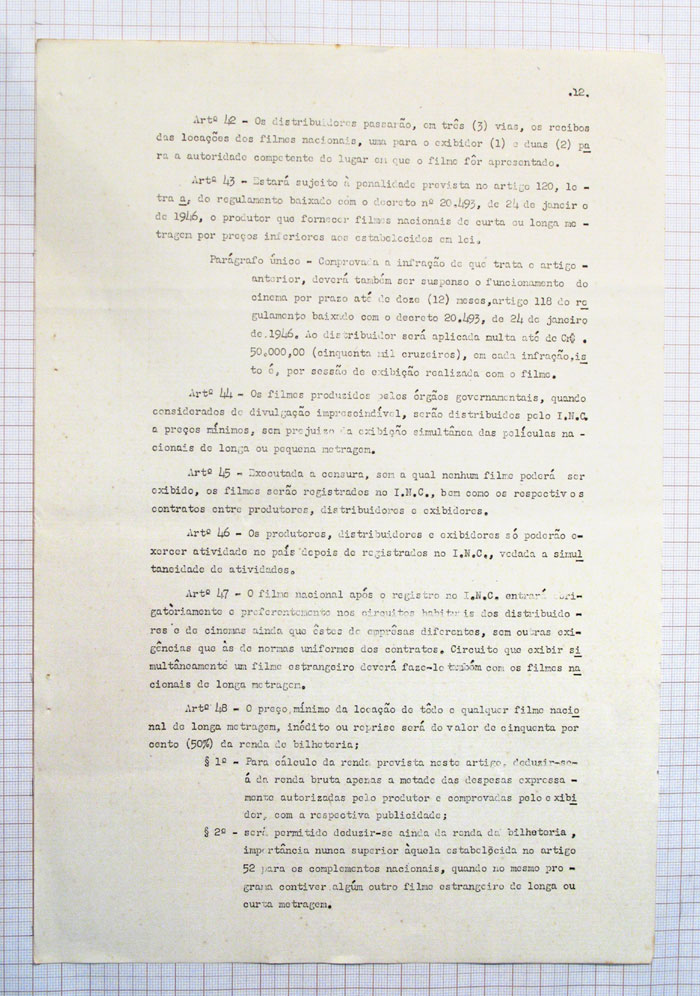 .12.
Artº 42 - Os distribuidores passarão, em três (3) vias, os recibos
das locações dos filmes nacionais, uma para o exibidor (1) e duas (2) pa
ra a autoridade competente do lugar em que o filme fôr apresentado.
Artº 43 - Estará sujeito à penalidade prevista no artigo 120, le -
tra a, do regulamento baixado com o decreto nº 20.493, de 24 de janeiro
de 1946, o produtor que fornecer filmes nacionais de curta ou longa me -
tragem por preços inferiores aos estabelecidos em lei.
Parágrafo único - Comprovada a infração de que trata o artigo -
anterior, deverá também ser suspenso o funcionamento do
cinema por prazo até de doze (12) meses,artigo 118 do re
gulamento baixado com o decreto 20.493, de 24 de janeiro
de 1946. Ao distribuidor será aplicada multa até de Cr$ .
50.000,00 (cinquenta mil cruzeiros), em cada infração,is
to é, por sessão de exibição realizada com o filme.
Artº 44 - Os filmes produzidos pelos órgãos governamentais, quando
considerados de divulgação imprescindível, serão distribuidos pelo I.N.C.
a preços mínimos, sem prejuizo da exibição simultânea das películas na -
cionais de longa ou pequena metragem.
Artº 45 - Executada a censura, sem a qual nenhum filme poderá ser
exibido, os filmes serão registrados no I.N.C., bem como os respectivos
contratos entre produtores, distribuidores e exibidores.
Artº 46 - Os produtores, distribuidores e exibidores só poderão e-
xercer atividade no país depois de registrados no I.N.C., vedada a simul
taneidade de atividades.
Artº 47 - O filme nacional após o registro no I.N.C. entrará obri-
gatòriamente e preferentemente nos circuitos habituais dos distribuido -
res e de cinemas ainda que êstes de emprêsas diferentes, sem outras exi-
gências que às de normas uniformes dos contratos. Circuito que exibir si
multâneamente um filme estrangeiro deverá faze-lo também com os filmes na
cionais de longa metragem.
Artº 48 - O preço mínimo da locação de tôdo e qualquer filme nacio
nal de longa metragem, inédito ou reprise será do valor de cinquenta por
cento (50%) da renda de bilheteria;
§ 1º - Para cálculo da renda prevista neste artigo, deduzir-se-
á da renda bruta apenas a metade das despesas expressa -
mente autorizadas pelo produtor e comprovadas pelo exibi
dor, com a respectiva publicidade;
§ 2º - será permitido deduzir-se ainda da renda da bilheteria ,
importância nunca superior àquela estabelecida no artigo
52 para os complementos nacionais, quando no mesmo pro -
grama contiver algúm outro filme estrangeiro de longa ou
curta metragem.